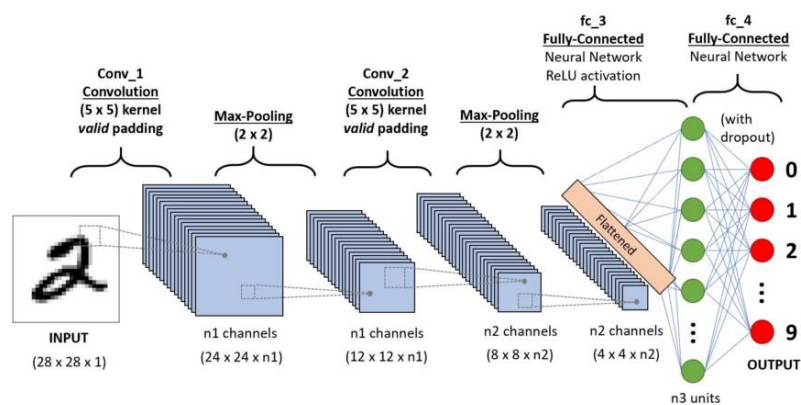 fc_3
Fully-Connected
Neural Network
ReLU activation
fc_4
Fully-Connected
Neural Network
Conv_1
Convolution
(5 x 5) kernel
valid padding
Max-Pooling
(2 x 2)
Conv_2
Convolution
(5 x 5) kernel
valid padding
Max-Pooling
(2 x 2)
(with
dropout)
2
INPUT
(28 x 28 x 1)
n1 channels
(24 x 24 x n1)
n1 channels
(12 x 12 x n1)
n2 channels
(8 x 8 x n2)
n2 channels
(4 x 4 x n2)
Flattened
n3 units
0
1
2
9
OUTPUT